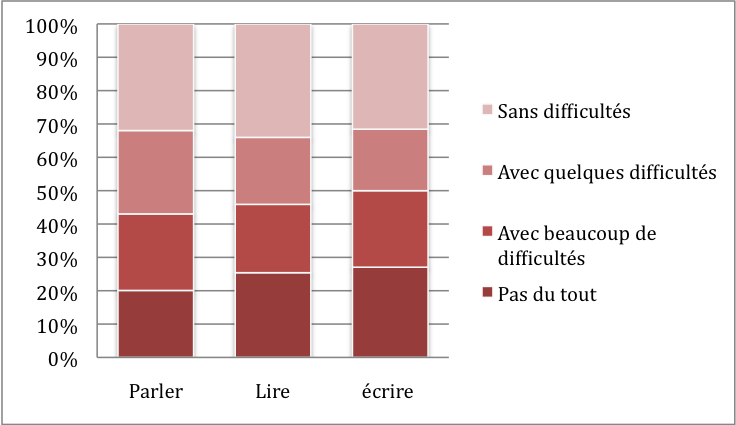 100%
90%
80%
70%
60%
50%
40%
30%
20%
10%
0%
Parler
Lire
écrire
Sans difficultés
Avec quelques difficultés
Avec beaucoup de
difficultés
Pas du tout